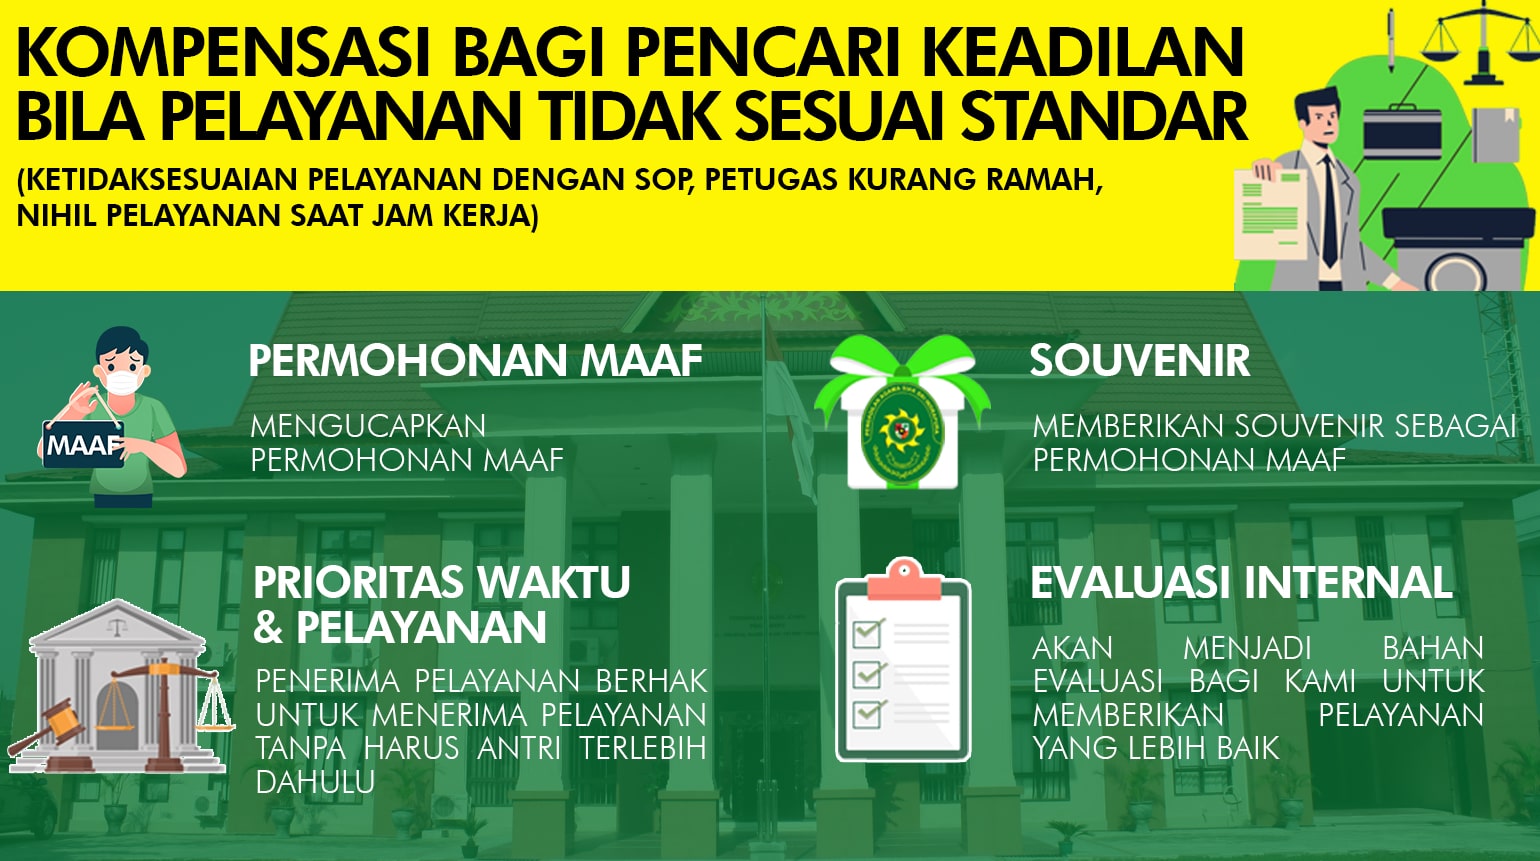 KOMPENSASI BAGI PENCARI KEADILAN
BILA PELAYANAN TIDAK SESUAI STANDAR
(KETIDAKSESUAIAN PELAYANAN DENGAN SOP, PETUGAS KURANG RAMAH,
NIHIL PELAYANAN SAAT JAM KERJA)
MAAF
PERMOHONAN MAAF
MENGUCAPKAN
PERMOHONAN MAAF
SOUVENIR
MEMBERIKAN SOUVENIR SEBAGAI
PERMOHONAN MAAF
PRIORITAS WAKTU
& PELAYANAN
PENERIMA PELAYANAN BERHAK
UNTUK MENERIMA PELAYANAN
TANPA HARUS ANTRI TERLEBIH
DAHULU
EVALUASI INTERNAL
AKAN MENJADI BAHAN
EVALUASI BAGI KAMI UNTUK
MEMBERIKAN PELAYANAN
YANG LEBIH BAIK